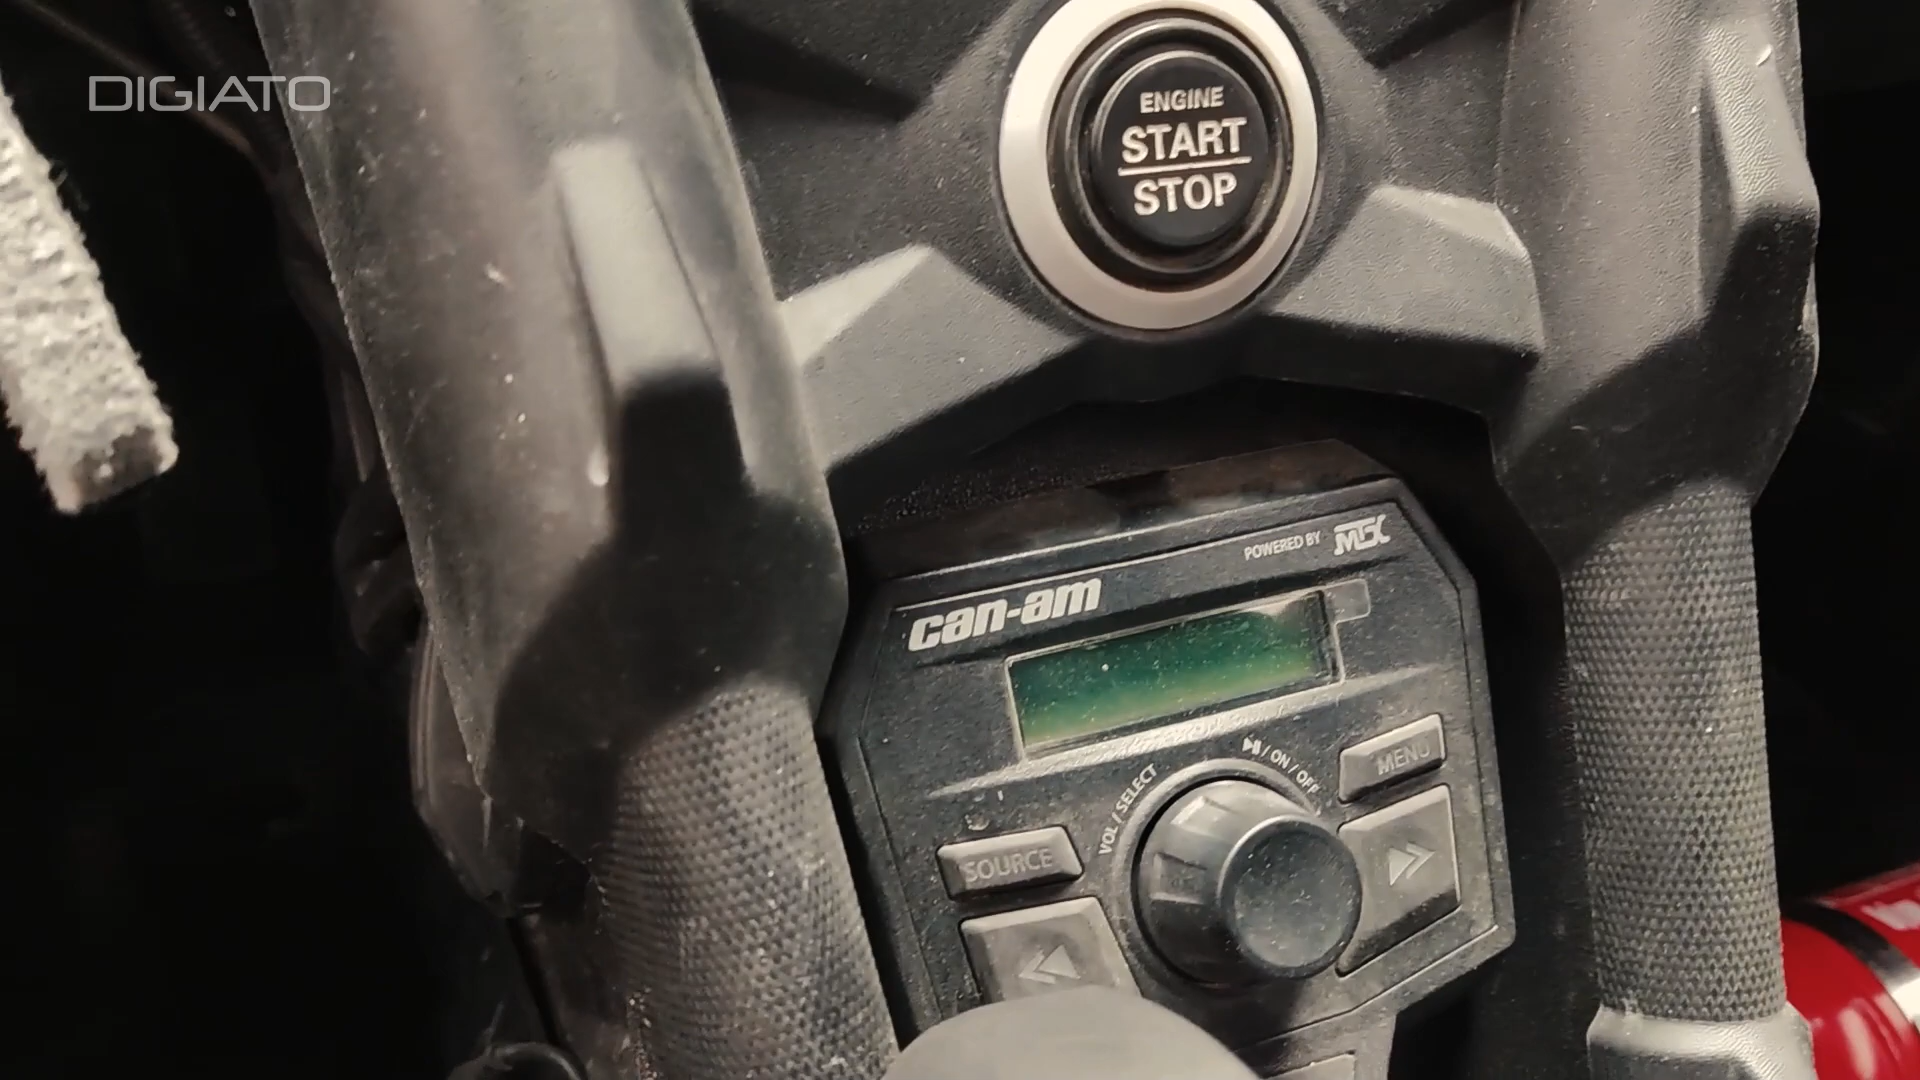 DIGIATO
ENGINE
START
STOP
POWERED BY MTX
can-am
VOL / SELECT
/ ON / OFF
MENU
SOURCE